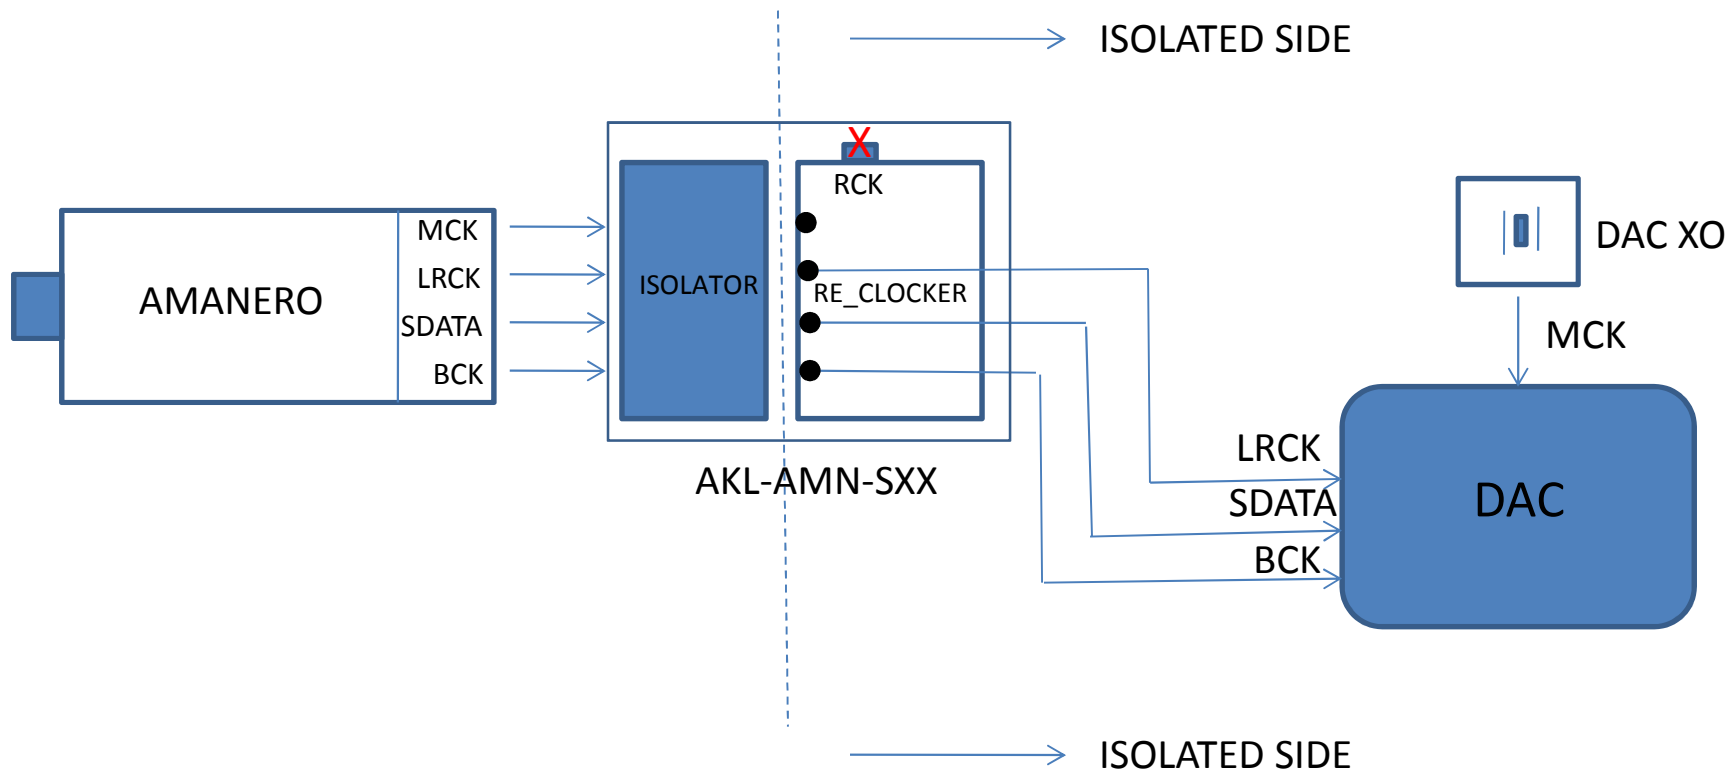 ISOLATED SIDE
X
RCK
MCK
LRCK
SDATA
BCK
AMANERO
ISOLATOR
RE_CLOCKER
DAC XO
MCK
AKL-AMN-SXX
LRCK
SDATA
BCK
DAC
ISOLATED SIDE